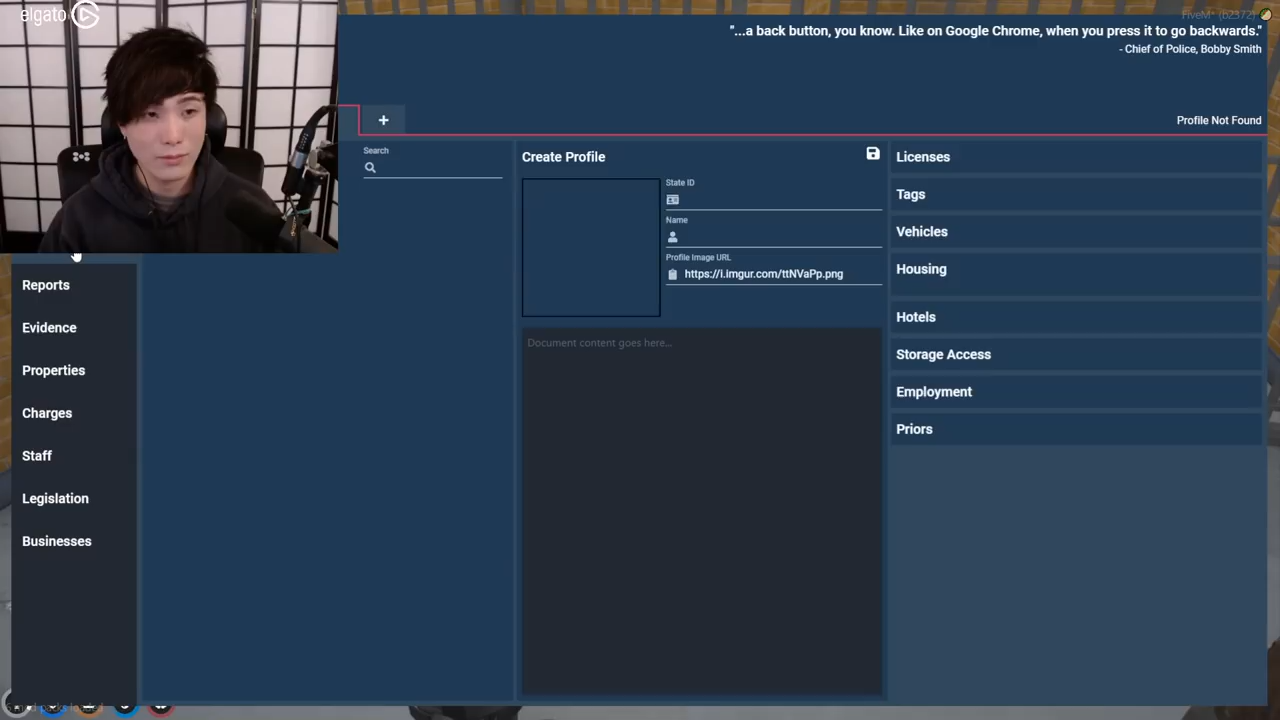 elgato
FiveM® (b2372)
"...a back button, you know. Like on Google Chrome, when you press it to go backwards."
- Chief of Police, Bobby Smith
+
Profile Not Found
Search
Create Profile
State ID
Name
Profile Image URL
https://i.imgur.com/ttNVaPp.png
Document content goes here...
Licenses
Tags
Vehicles
Housing
Hotels
Storage Access
Employment
Priors
Reports
Evidence
Properties
Charges
Staff
Legislation
Businesses